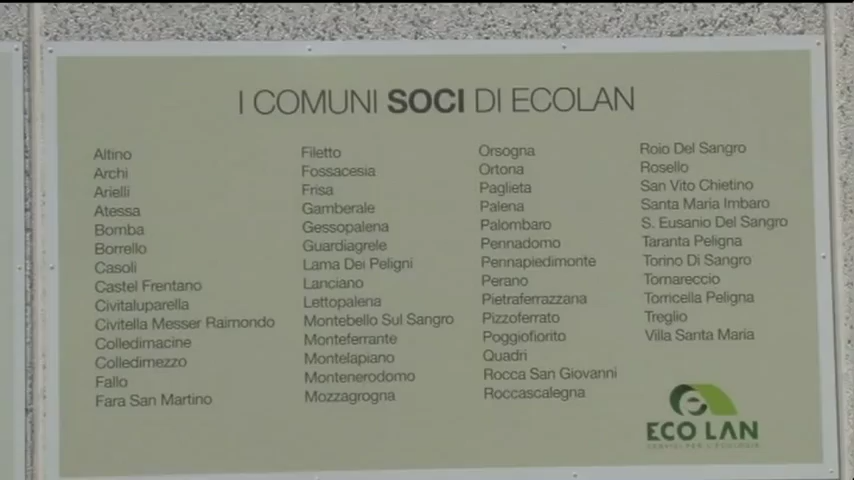 I COMUNI SOCI DI ECOLAN
Altino
Archi
Arielli
Atessa
Bomba
Borrello
Casoli
Castel Frentano
Civitaluparella
Civitella Messer Raimondo
Colledimacine
Colledimezzo
Fallo
Fara San Martino
Filetto
Fossacesia
Frisa
Gamberale
Gessopalena
Guardiagrele
Lama Dei Peligni
Lanciano
Lettopalena
Montebello Sul Sangro
Monteferrante
Montelapiano
Montenerodomo
Mozzagrogna
Orsogna
Ortona
Paglieta
Palena
Palombaro
Pennadomo
Pennapiedimonte
Perano
Pietraferrazzana
Pizzoferrato
Poggiofiorito
Quadri
Rocca San Giovanni
Roccascalegna
Roio Del Sangro
Rosello
San Vito Chietino
Santa Maria Imbaro
S. Eusanio Del Sangro
Taranta Peligna
Torino Di Sangro
Tornareccio
Torricella Peligna
Treglio
Villa Santa Maria
ECO LAN
SERVIZI PER L'ECOLOGIA